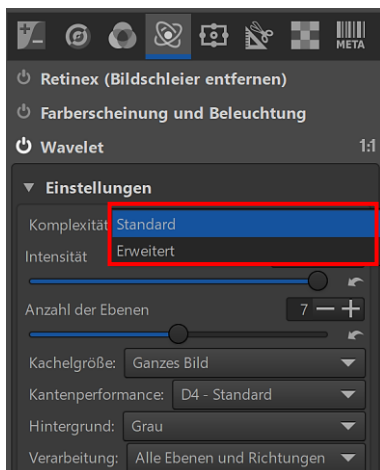 META
Retinex (Bildschleier entfernen)
Farberscheinung und Beleuchtung
Wavelet 1:1
Einstellungen
Komplexität Standard
Erweitert
Intensität
Anzahl der Ebenen 7
Kachelgröße: Ganzes Bild
Kantenperformance: D4 - Standard
Hintergrund: Grau
Verarbeitung: Alle Ebenen und Richtungen